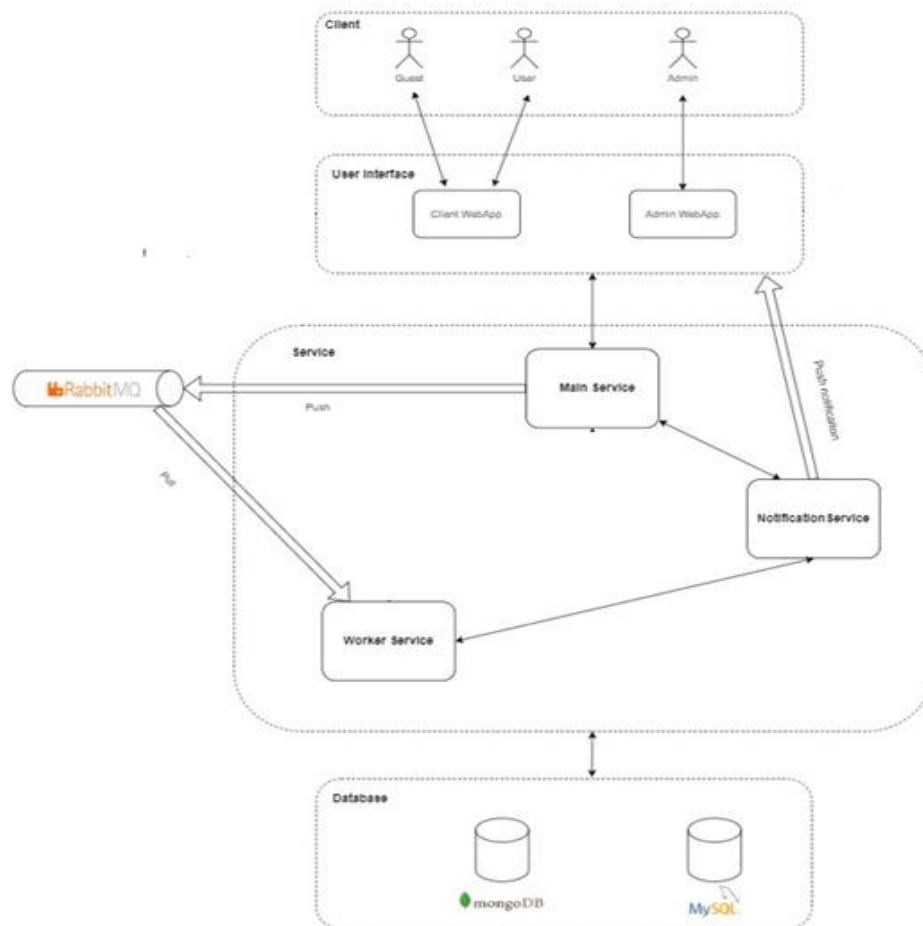 Client
Guest
User
Admin
User Interface
Client WebApp
Admin WebApp
Service
Main Service
RabbitMQ
Push
Push notification
Pull
Notification Service
Worker Service
Database
mongoDB
MySQL